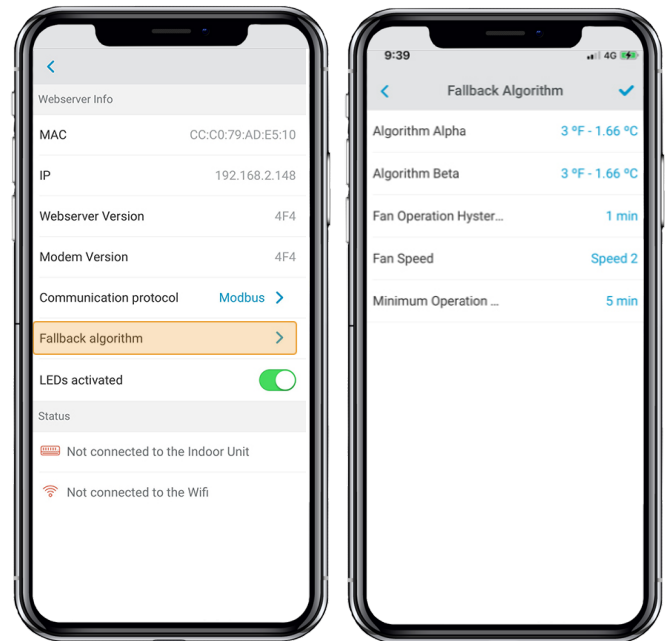 Webserver Info
MAC CC:C0:79:AD:E5:10
IP 192.168.2.148
Webserver Version 4F4
Modem Version 4F4
Communication protocol Modbus
Fallback algorithm
LEDs activated
Status
Not connected to the Indoor Unit
Not connected to the Wifi
9:39 4G
Fallback Algorithm
Algorithm Alpha 3 ºF - 1.66 ºC
Algorithm Beta 3 ºF - 1.66 ºC
Fan Operation Hyster... 1 min
Fan Speed Speed 2
Minimum Operation ... 5 min